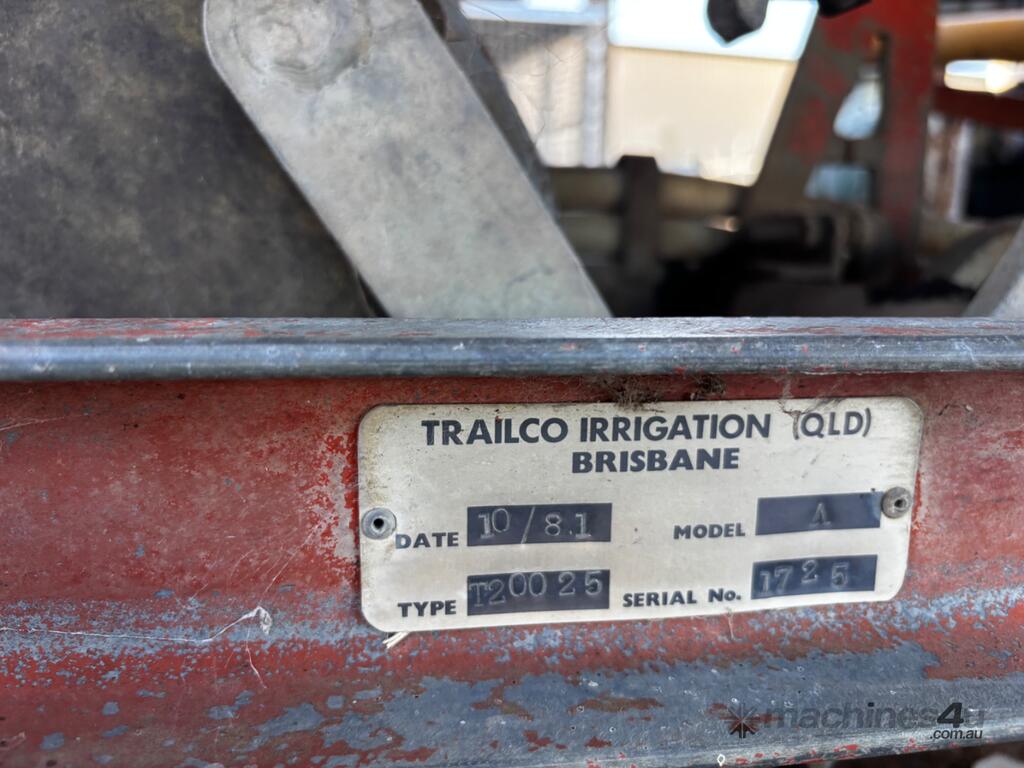 TRAILCO IRRIGATION (QLD)
BRISBANE
DATE 10/81 MODEL A
TYPE T20025 SERIAL No. 1725
machines4u
.com.au